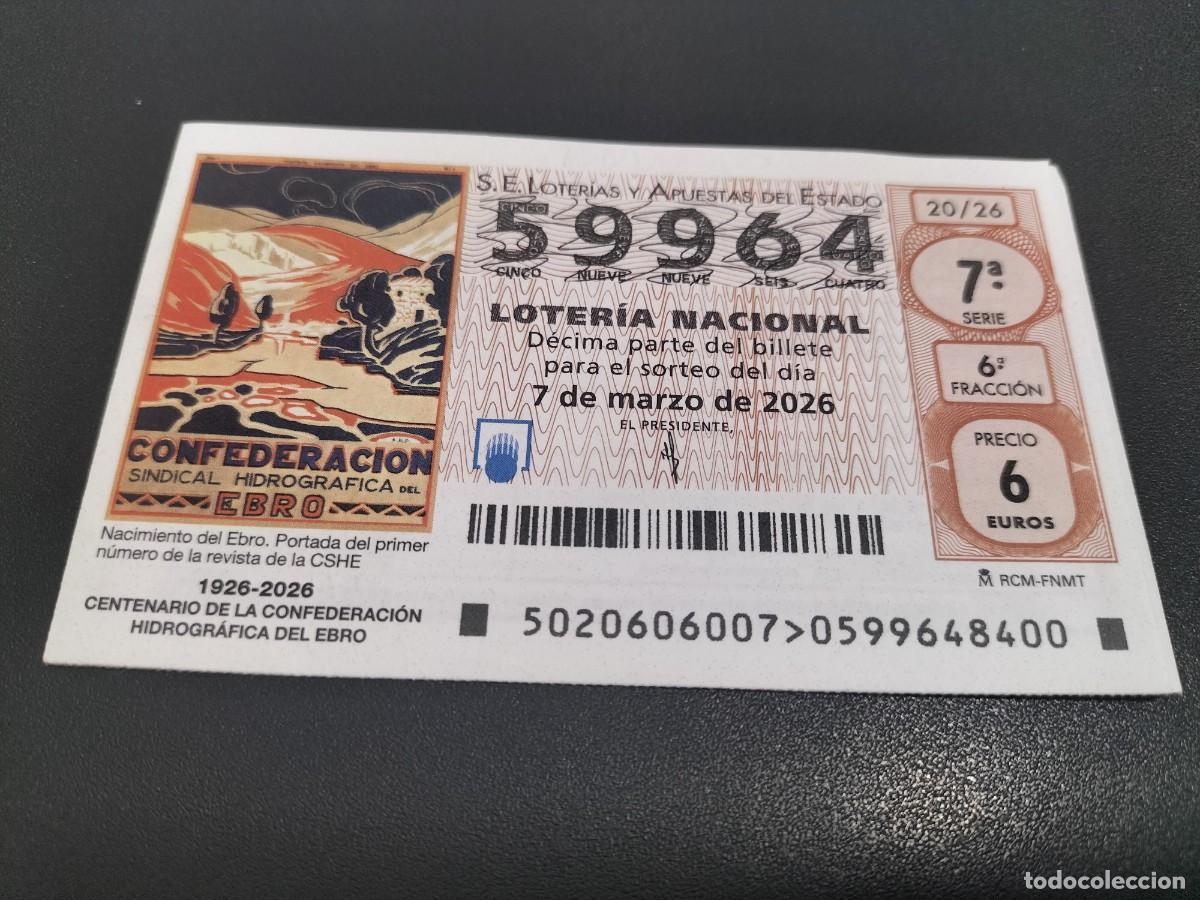 S.E. LOTERÍAS Y APUESTAS DEL ESTADO
59964
CINCO
CINCO NUEVE NUEVE SEIS CUATRO
LOTERÍA NACIONAL
Décima parte del billete
para el sorteo del día
7 de marzo de 2026
EL PRESIDENTE,
20/26
7ª
SERIE
6ª
FRACCIÓN
PRECIO
6
EUROS
RCM-FNMT
CONFEDERACION
SINDICAL HIDROGRAFICA DEL
EBRO
Nacimiento del Ebro. Portada del primer
número de la revista de la CSHE
1926-2026
CENTENARIO DE LA CONFEDERACIÓN
HIDROGRÁFICA DEL EBRO
5020606007>0599648400
todocoleccion